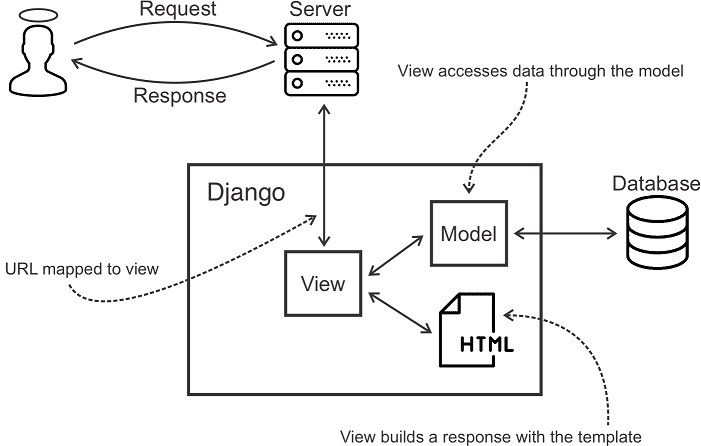 Request
Server
Response
View accesses data through the model
Django
Database
Model
URL mapped to view
View
HTML
View builds a response with the template